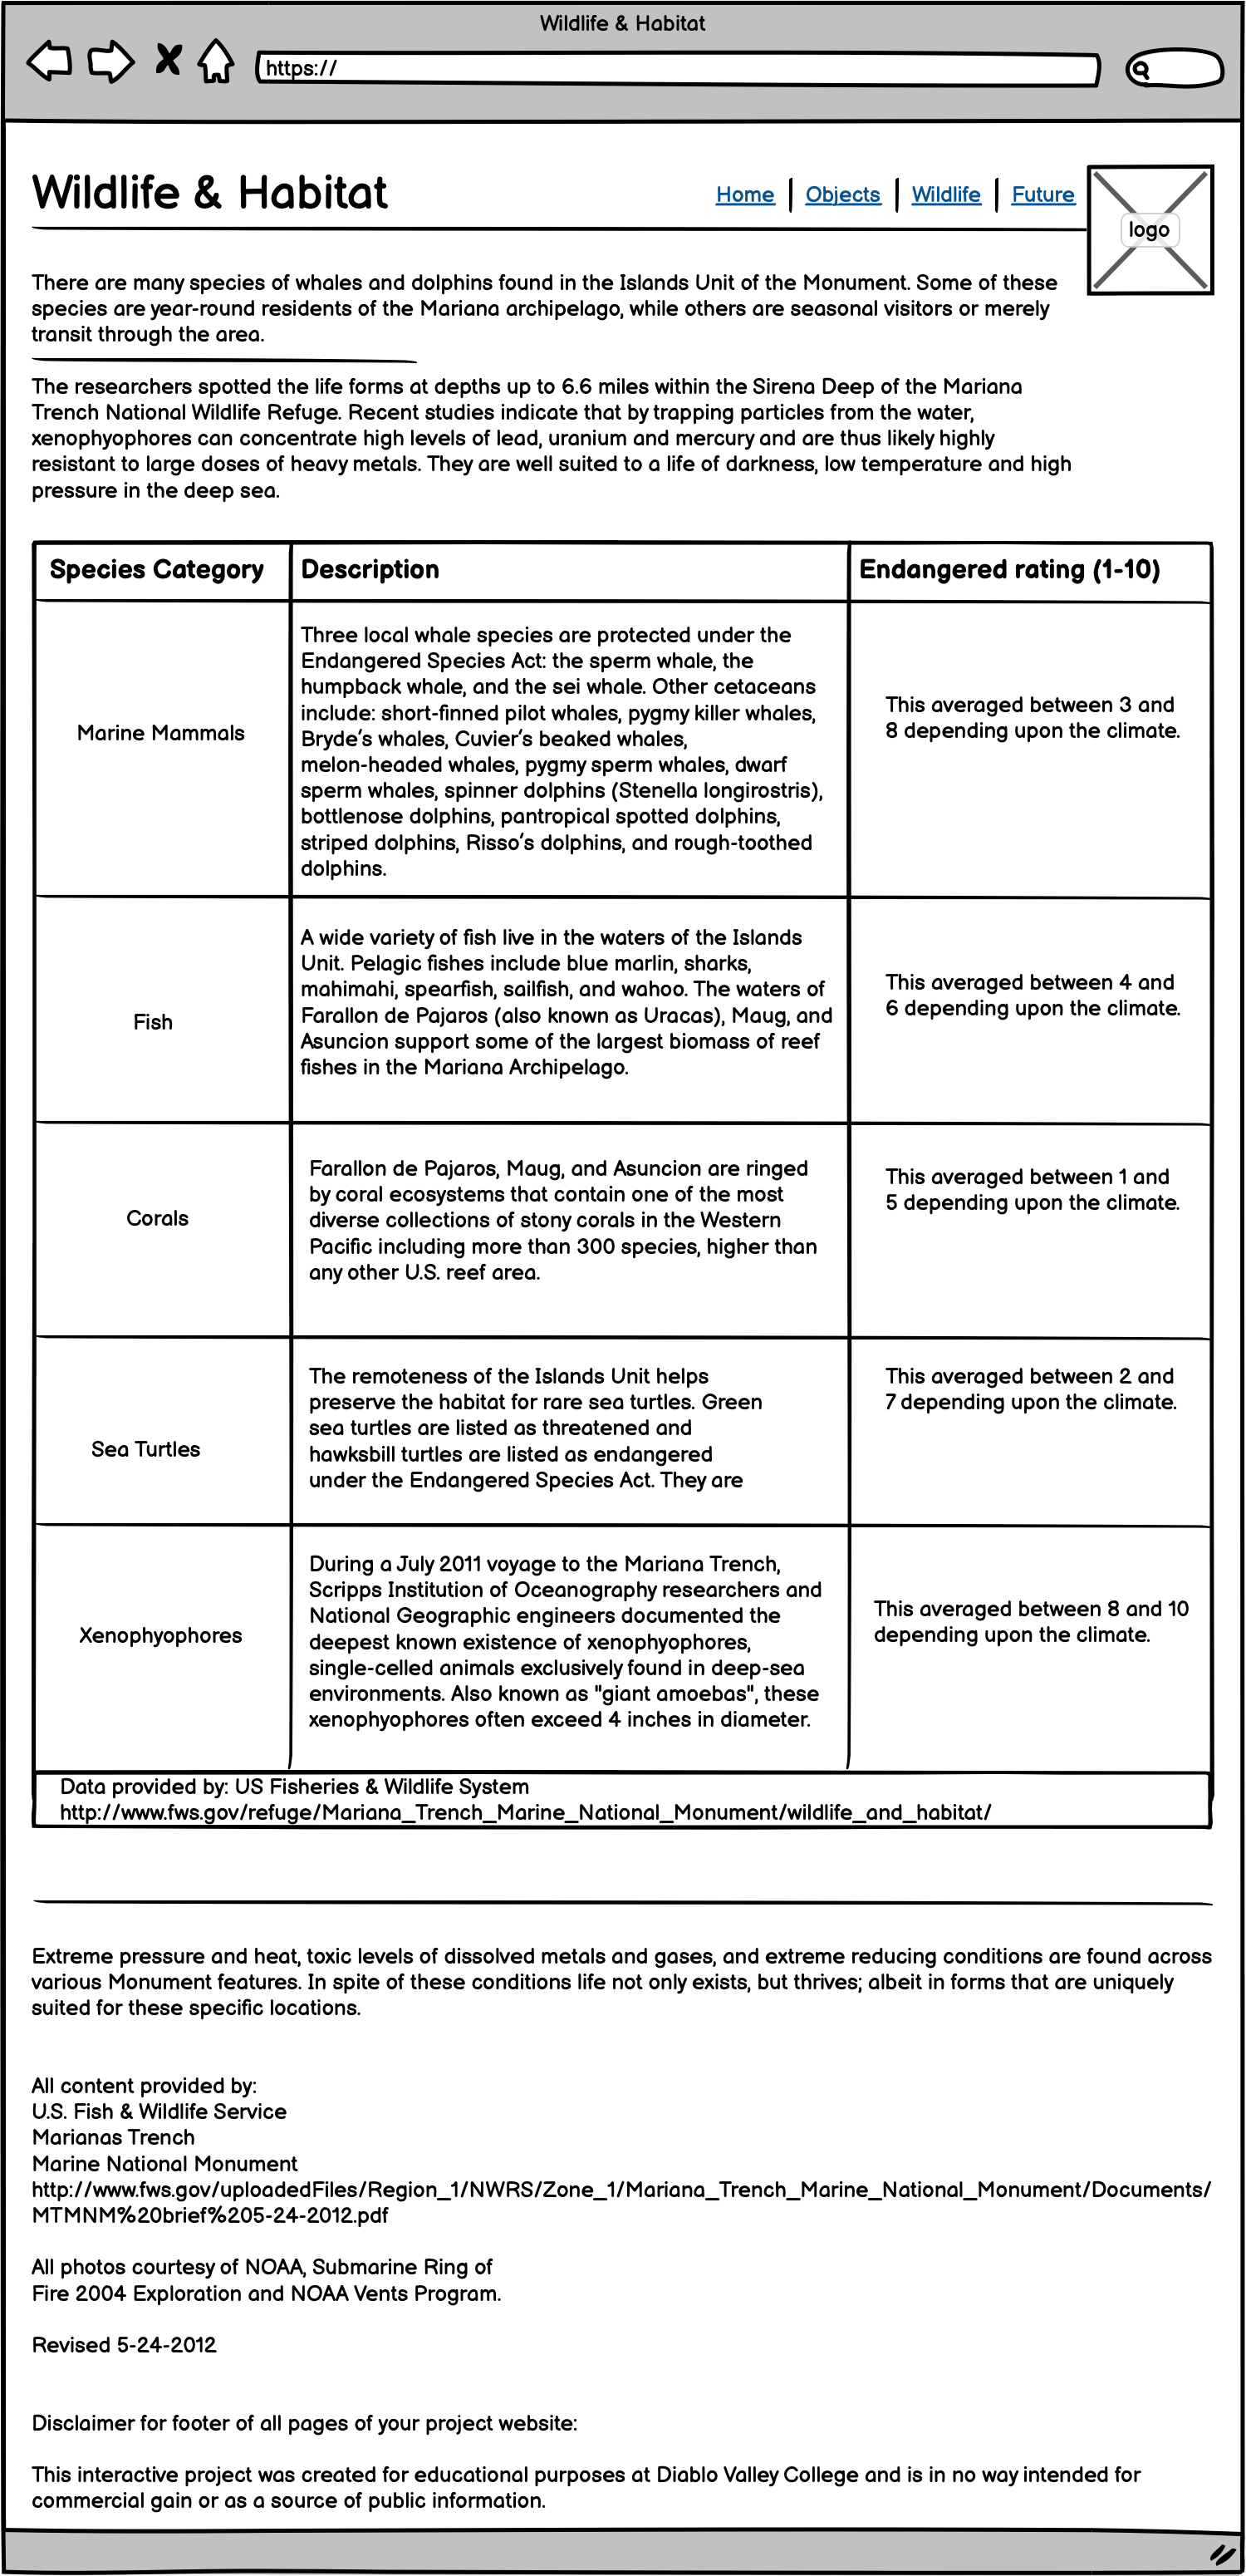 Wildlife & Habitat
https://
Wildlife & Habitat
Home | Objects | Wildlife | Future
logo
There are many species of whales and dolphins found in the Islands Unit of the Monument. Some of these
species are year-round residents of the Mariana archipelago, while others are seasonal visitors or merely
transit through the area.
The researchers spotted the life forms at depths up to 6.6 miles within the Sirena Deep of the Mariana
Trench National Wildlife Refuge. Recent studies indicate that by trapping particles from the water,
xenophyophores can concentrate high levels of lead, uranium and mercury and are thus likely highly
resistant to large doses of heavy metals. They are well suited to a life of darkness, low temperature and high
pressure in the deep sea.
Species Category
Description
Endangered rating (1-10)
Marine Mammals
Three local whale species are protected under the
Endangered Species Act: the sperm whale, the
humpback whale, and the sei whale. Other cetaceans
include: short-finned pilot whales, pygmy killer whales,
Bryde's whales, Cuvier's beaked whales,
melon-headed whales, pygmy sperm whales, dwarf
sperm whales, spinner dolphins (Stenella longirostris),
bottlenose dolphins, pantropical spotted dolphins,
striped dolphins, Risso's dolphins, and rough-toothed
dolphins.
This averaged between 3 and
8 depending upon the climate.
Fish
A wide variety of fish live in the waters of the Islands
Unit. Pelagic fishes include blue marlin, sharks,
mahimahi, spearfish, sailfish, and wahoo. The waters of
Farallon de Pajaros (also known as Uracas), Maug, and
Asuncion support some of the largest biomass of reef
fishes in the Mariana Archipelago.
This averaged between 4 and
6 depending upon the climate.
Corals
Farallon de Pajaros, Maug, and Asuncion are ringed
by coral ecosystems that contain one of the most
diverse collections of stony corals in the Western
Pacific including more than 300 species, higher than
any other U.S. reef area.
This averaged between 1 and
5 depending upon the climate.
Sea Turtles
The remoteness of the Islands Unit helps
preserve the habitat for rare sea turtles. Green
sea turtles are listed as threatened and
hawksbill turtles are listed as endangered
under the Endangered Species Act. They are
This averaged between 2 and
7 depending upon the climate.
Xenophyophores
During a July 2011 voyage to the Mariana Trench,
Scripps Institution of Oceanography researchers and
National Geographic engineers documented the
deepest known existence of xenophyophores,
single-celled animals exclusively found in deep-sea
environments. Also known as "giant amoebas", these
xenophyophores often exceed 4 inches in diameter.
This averaged between 8 and 10
depending upon the climate.
Data provided by: US Fisheries & Wildlife System
http://www.fws.gov/refuge/Mariana_Trench_Marine_National_Monument/wildlife_and_habitat/
Extreme pressure and heat, toxic levels of dissolved metals and gases, and extreme reducing conditions are found across
various Monument features. In spite of these conditions life not only exists, but thrives; albeit in forms that are uniquely
suited for these specific locations.
All content provided by:
U.S. Fish & Wildlife Service
Marianas Trench
Marine National Monument
http://www.fws.gov/uploadedFiles/Region_1/NWRS/Zone_1/Mariana_Trench_Marine_National_Monument/Documents/
MTMNM%20brief%205-24-2012.pdf
All photos courtesy of NOAA, Submarine Ring of
Fire 2004 Exploration and NOAA Vents Program.
Revised 5-24-2012
Disclaimer for footer of all pages of your project website:
This interactive project was created for educational purposes at Diablo Valley College and is in no way intended for
commercial gain or as a source of public information.